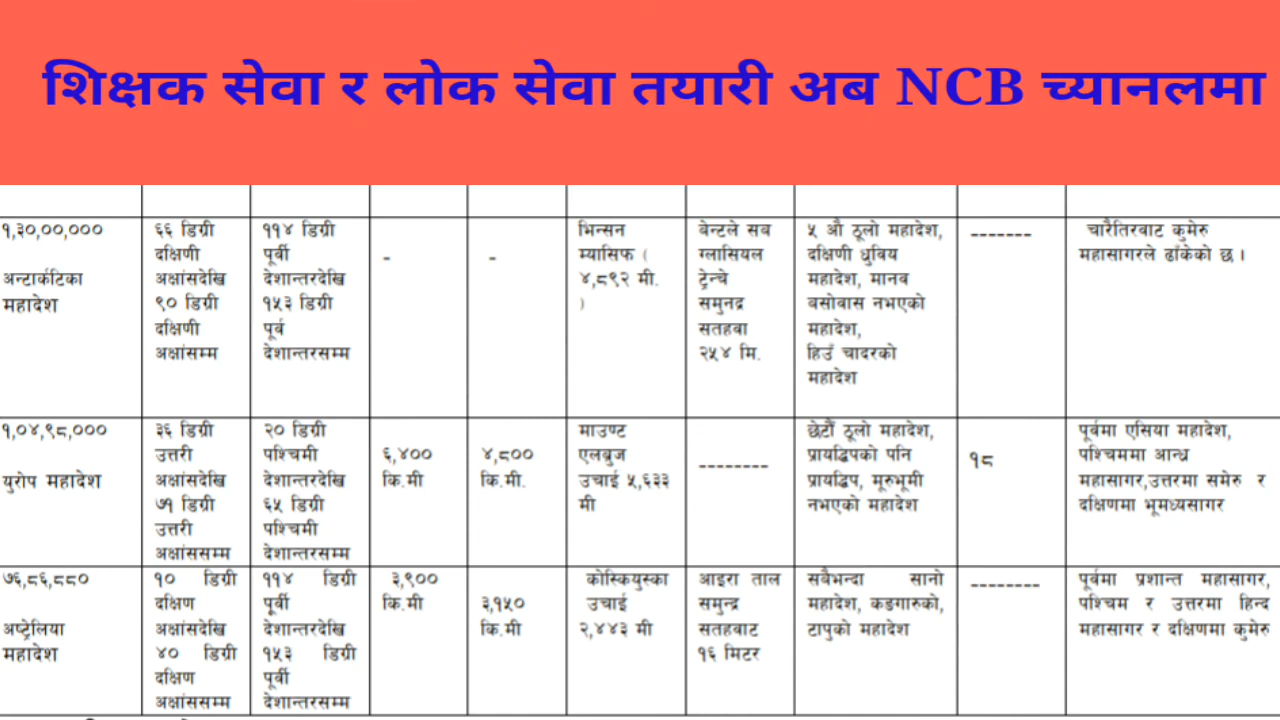 शिक्षक सेवा र लोक सेवा तयारी अब NCB च्यानलमा
१,३०,००,०००
अन्टार्कटिका
महादेश
६६ डिग्री
दक्षिणी
अक्षांसदेखि
९० डिग्री
दक्षिणी
अक्षांसम्म
११४ डिग्री
पूर्वी
देशान्तरदेखि
१५३ डिग्री
पूर्व
देशान्तरसम्म
-
-
भिन्सन
म्यासिफ (
४,८९२ मी.
)
बेन्टले सब
ग्लासियल
ट्रेन्चे
समुनद्र
सतहवा
२५४ मि.
५ औ ठूलो महादेश,
दक्षिणी ध्रुविय
महादेश, मानव
बसोवास नभएको
महादेश,
हिउँ चादरको
महादेश
-------
चारैतिरवाट कुमेरु
महासागरले ढाँकेको छ ।
१,०४,९८,०००
युरोप महादेश
३६ डिग्री
उत्तरी
अक्षांसदेखि
७१ डिग्री
उत्तरी
अक्षांससम्म
२० डिग्री
पश्चिमी
देशान्तरदेखि
६५ डिग्री
पश्चिमी
देशान्तरसम्म
६,४००
कि.मी
४,८००
कि.मी.
माउण्ट
एलब्रुज
उचाई ५,६३३
मी
--------
छेटौँ ठूलो महादेश,
प्रायद्धिपको पनि
प्रायद्धिप, मूरुभूमी
नभएको महादेश
१८
पूर्वमा एसिया महादेश,
पश्चिममा आन्ध्र
महासागर,उत्तरमा समेरु र
दक्षिणमा भूमध्यसागर
७६,८६,८८०
अष्ट्रेलिया
महादेश
१० डिग्री
दक्षिण
अक्षांसदेखि
४० डिग्री
दक्षिण
अक्षांससम्म
११४ डिग्री
पूर्वी
देशान्तरदेखि
१५३ डिग्री
पूर्वी
देशान्तरसम्म
३,९००
कि.मी
३,१५०
कि.मी
कोस्कियुस्का
उचाई
२,४४३ मी
आइरा ताल
समुन्द्र
सतहवाट
१६ मिटर
सबैभन्दा सानो
महादेश, कङगारुको,
टापुको महादेश
--------
पूर्वमा प्रशान्त महासागर,
पश्चिम र उत्तरमा हिन्द
महासागर र दक्षिणमा कुमेरु